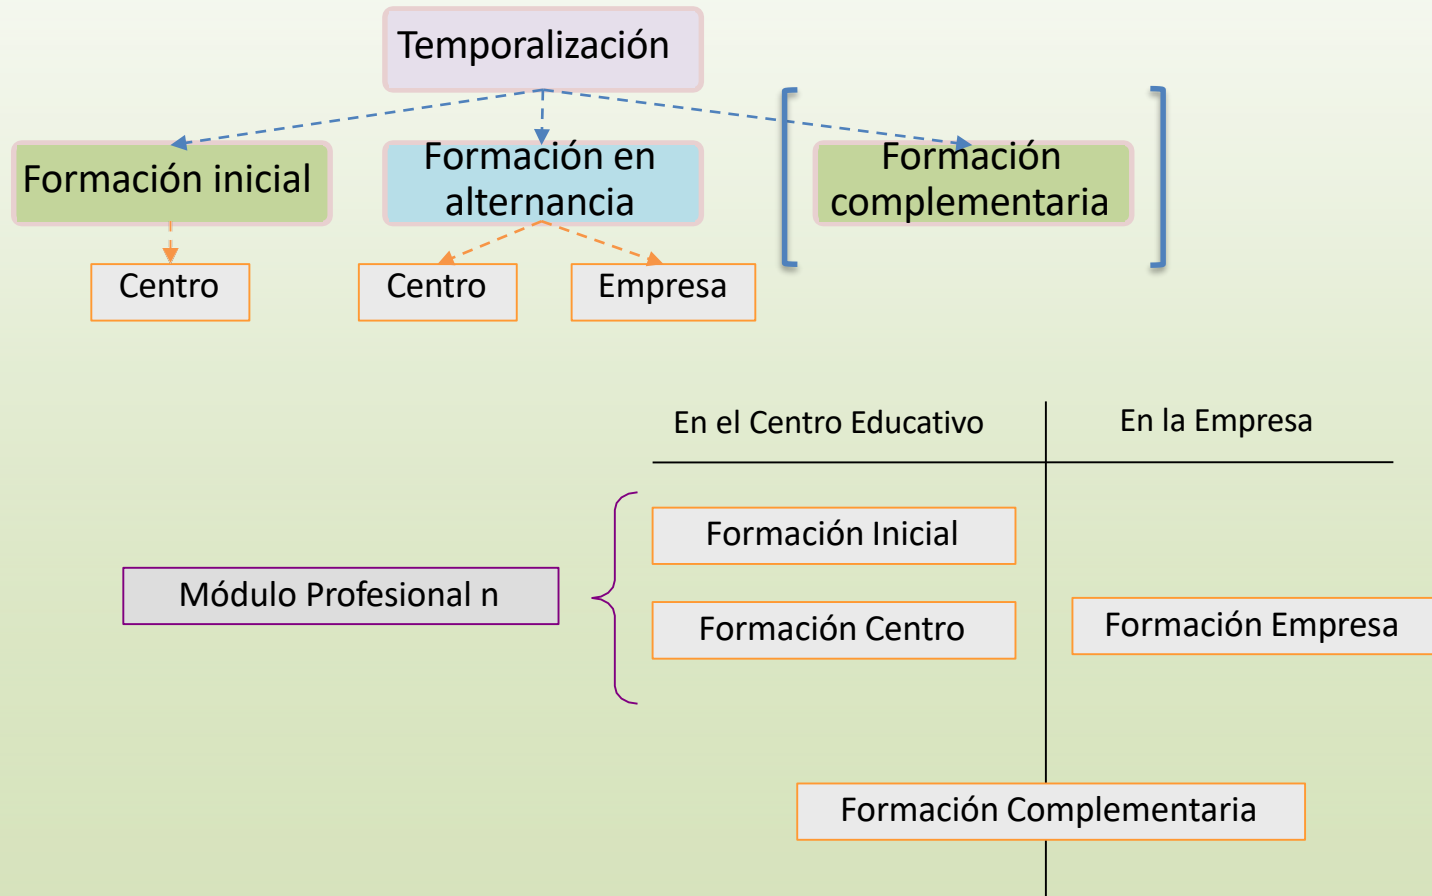 Temporalización
Formación inicial
Formación en
alternancia
Formación
complementaria
Centro
Centro
Empresa
En el Centro Educativo
En la Empresa
Formación Inicial
Módulo Profesional n
Formación Centro
Formación Empresa
Formación Complementaria